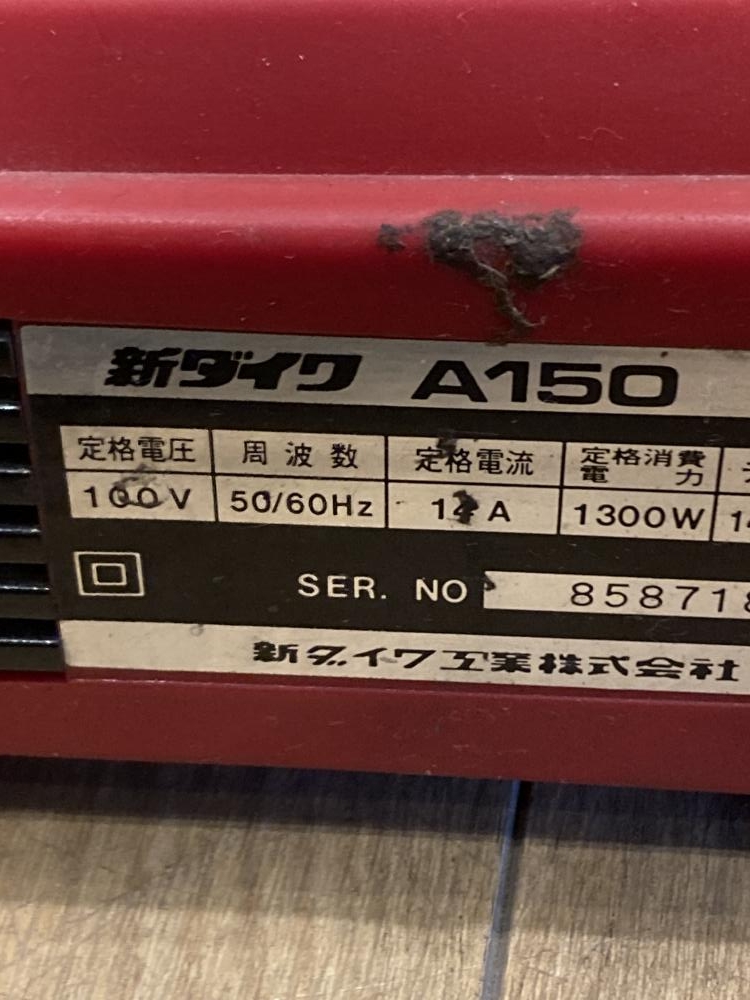 新ダイワ A150
定格電圧 周波数 定格電流 定格消費電力
100V 50/60Hz 14A 1300W
SER. NO 85871
新ダイワ工業株式会社